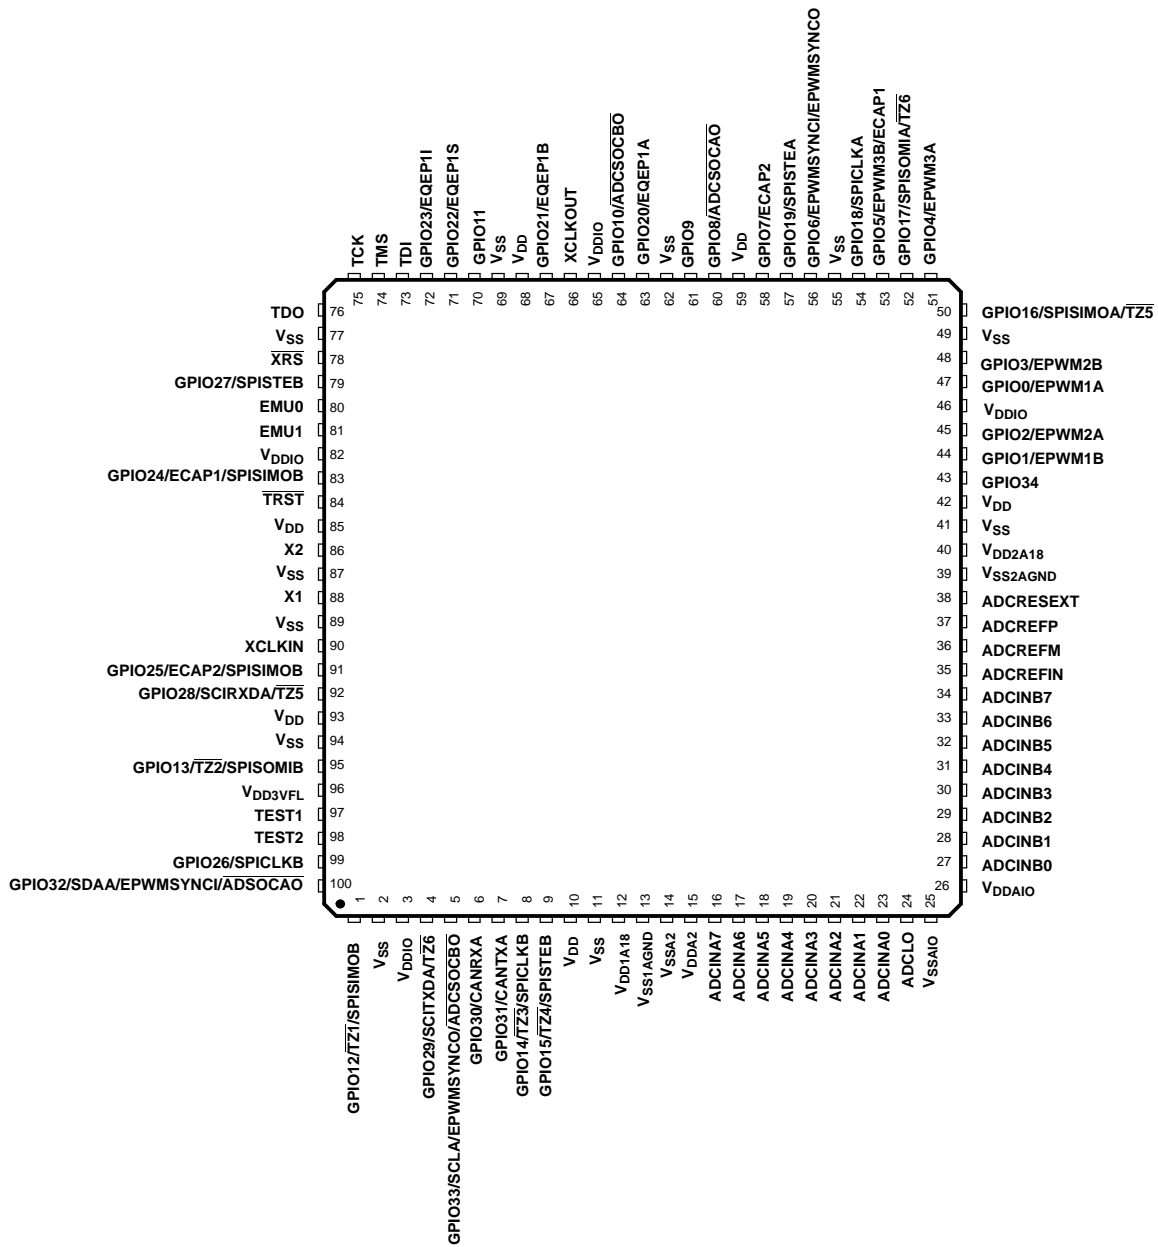 GPIO6/EPWMSYNCI/EPWMSYNCO
GPIO10/ADCSOCBO
GPIO8/ADCSOCAO
GPIO5/EPWM3B/ECAP1
GPIO17/SPISOMIA/TZ6
TCK
TMS
TDI
GPIO23/EQEP1I
GPIO22/EQEP1S
GPIO11
VSS
VDD
GPIO21/EQEP1B
XCLKOUT
VDDIO
GPIO20/EQEP1A
VSS
GPIO9
VDD
GPIO7/ECAP2
GPIO19/SPISTEA
VSS
GPIO18/SPICLKA
GPIO4/EPWM3A
75
74
73
72
71
70
69
68
67
66
65
64
63
62
61
60
59
58
57
56
55
54
53
52
51
TDO 76
VSS 77
XRS 78
GPIO27/SPISTEB 79
EMU0 80
EMU1 81
VDDIO 82
GPIO24/ECAP1/SPISIMOB 83
TRST 84
VDD 85
X2 86
VSS 87
X1 88
VSS 89
XCLKIN 90
GPIO25/ECAP2/SPISIMOB 91
GPIO28/SCIRXDA/TZ5 92
VDD 93
VSS 94
GPIO13/TZ2/SPISOMIB 95
VDD3VFL 96
TEST1 97
TEST2 98
GPIO26/SPICLKB 99
GPIO32/SDAA/EPWMSYNCI/ADSOCAO 100
50 GPIO16/SPISIMOA/TZ5
49 VSS
48 GPIO3/EPWM2B
47 GPIO0/EPWM1A
46 VDDIO
45 GPIO2/EPWM2A
44 GPIO1/EPWM1B
43 GPIO34
42 VDD
41 VSS
40 VDD2A18
39 VSS2AGND
38 ADCRESEXT
37 ADCREFP
36 ADCREFM
35 ADCREFIN
34 ADCINB7
33 ADCINB6
32 ADCINB5
31 ADCINB4
30 ADCINB3
29 ADCINB2
28 ADCINB1
27 ADCINB0
26 VDDAIO
1
2
3
4
5
6
7
8
9
10
11
12
13
14
15
16
17
18
19
20
21
22
23
24
25
GPIO12/TZ1/SPISIMOB
VSS
VDDIO
GPIO29/SCITXDA/TZ6
GPIO33/SCLA/EPWMSYNCO/ADCSOCBO
GPIO30/CANRXA
GPIO31/CANTXA
GPIO14/TZ3/SPICLKB
GPIO15/TZ4/SPISTEB
VDD
VSS
VDD1A18
VSS1AGND
VSSA2
VDDA2
ADCINA7
ADCINA6
ADCINA5
ADCINA4
ADCINA3
ADCINA2
ADCINA1
ADCINA0
ADCLO
VSSAIO